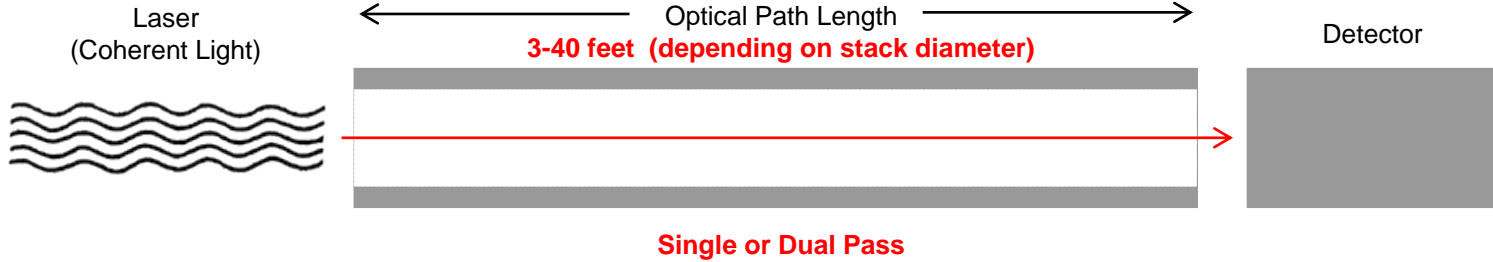 Laser
(Coherent Light)
Optical Path Length
3-40 feet (depending on stack diameter)
Detector
Single or Dual Pass